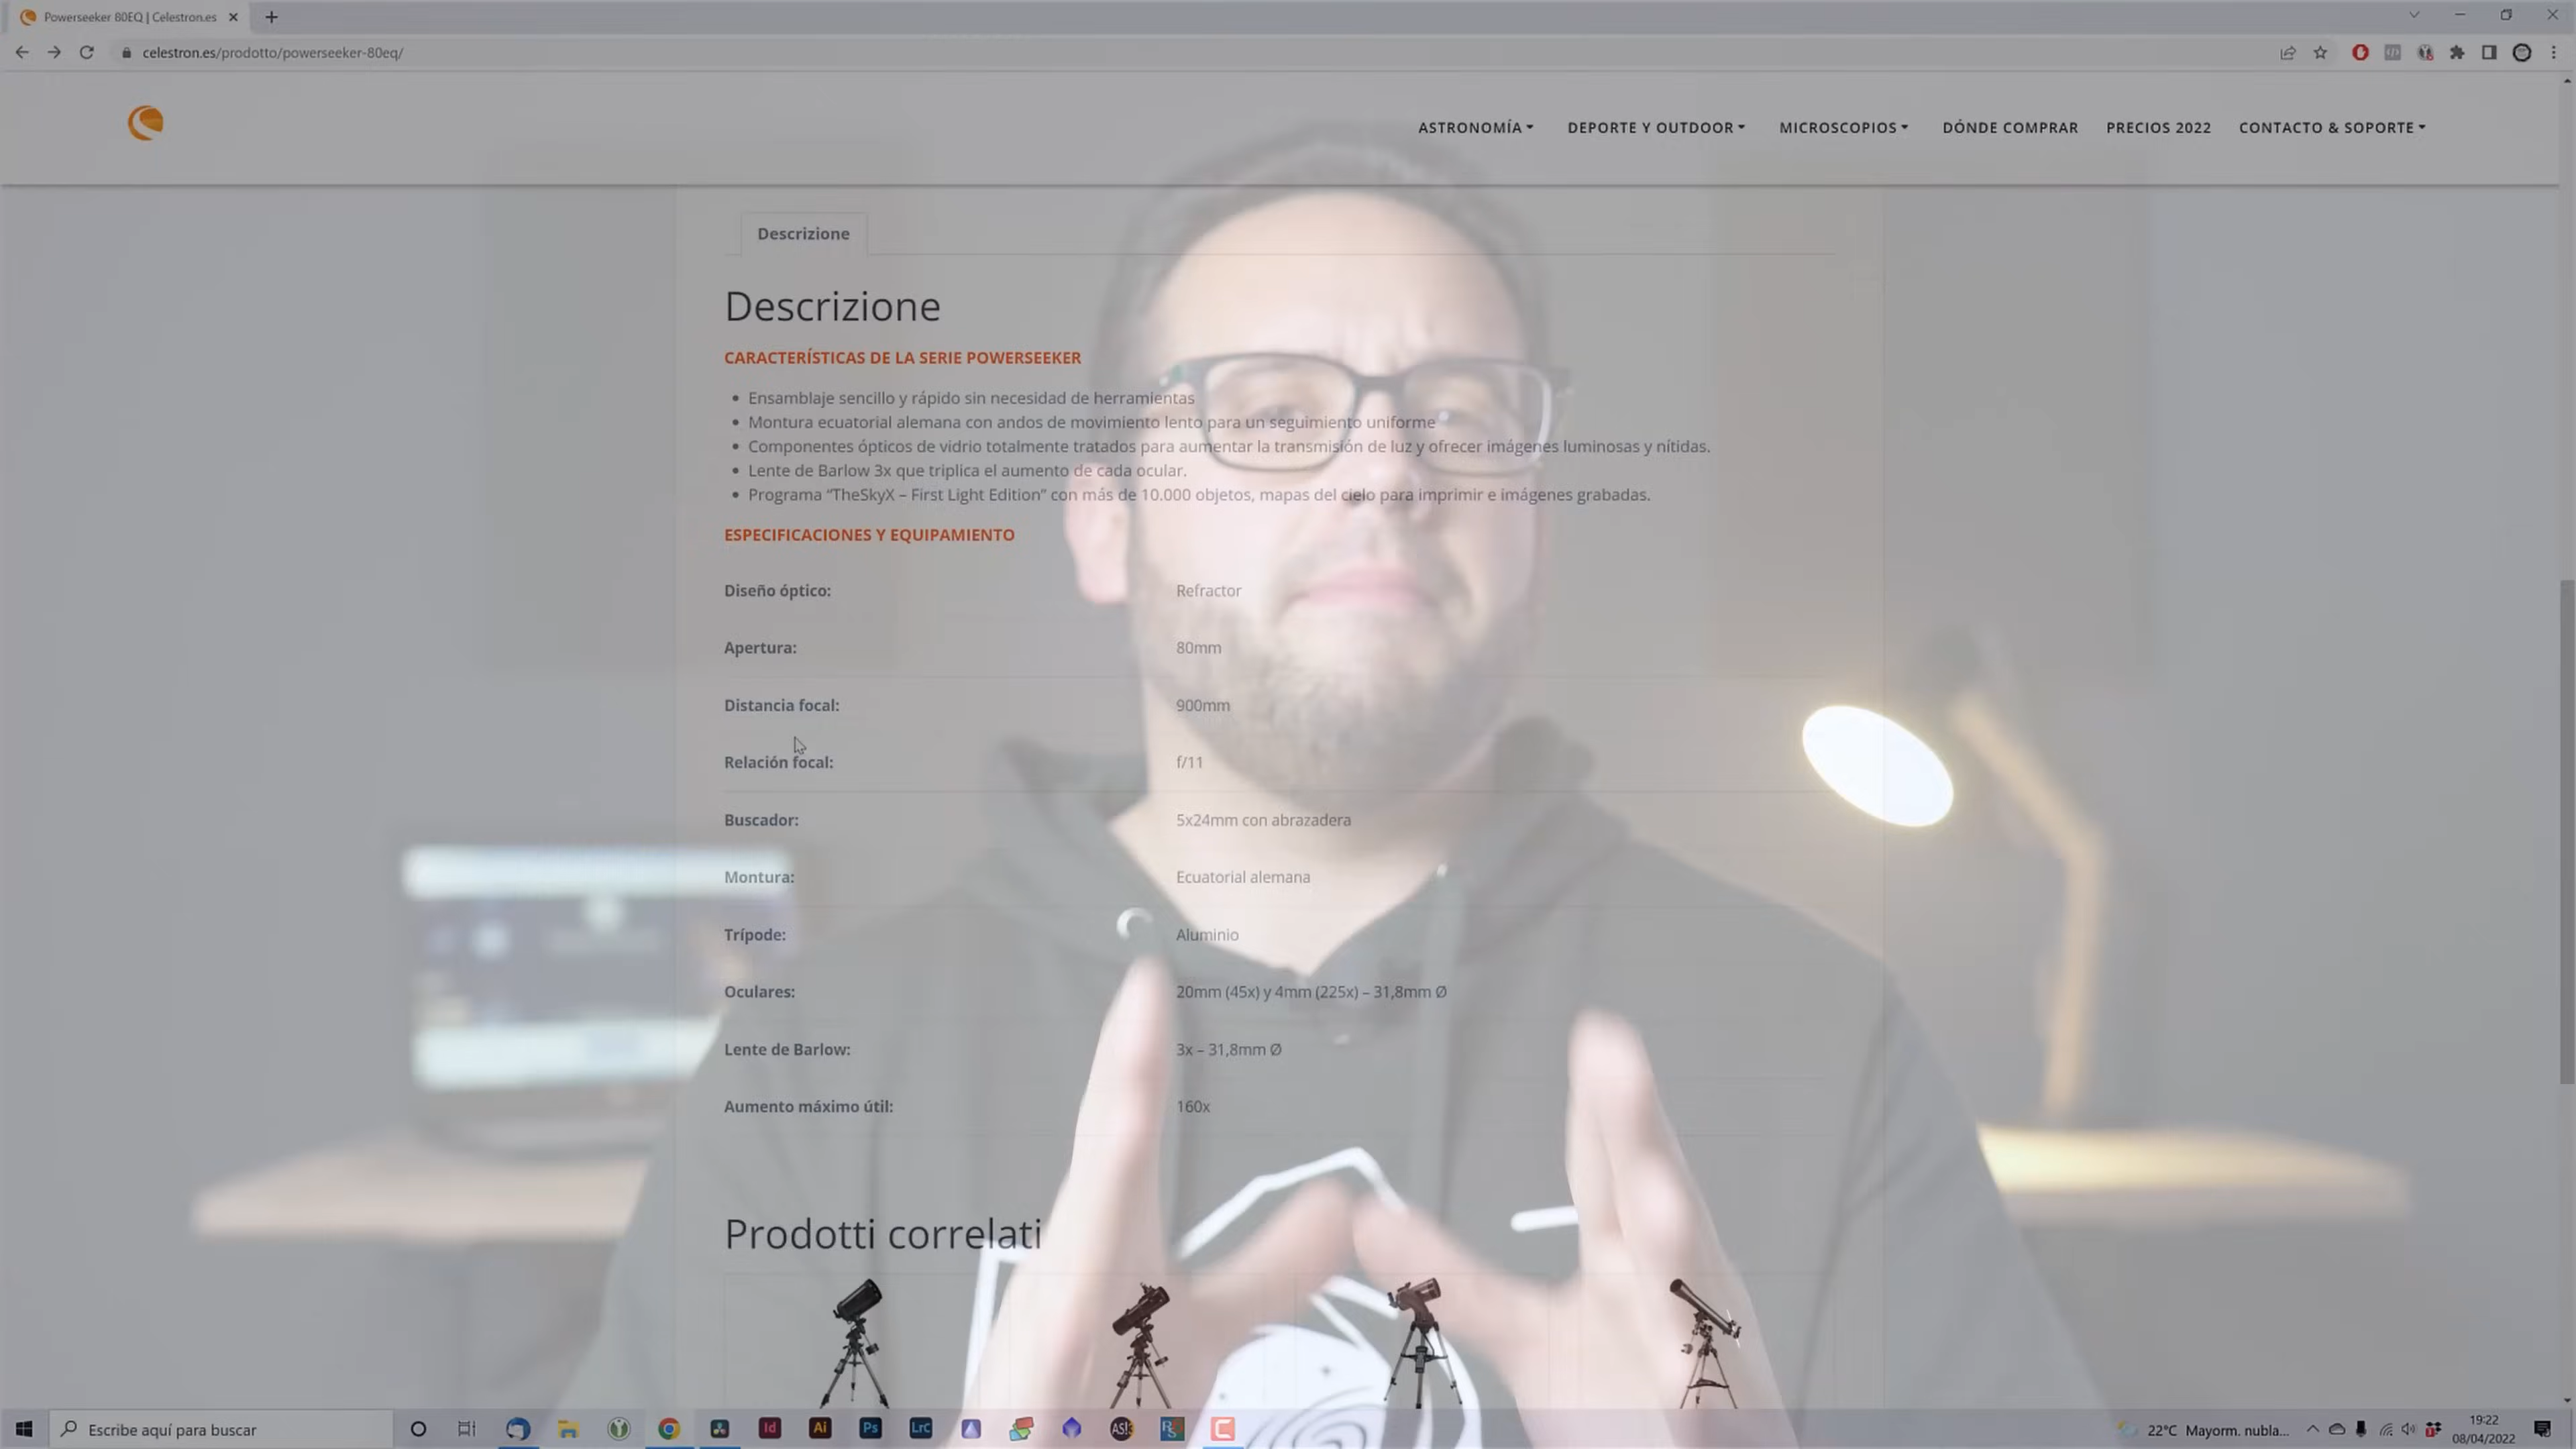 Powerseeker 80EQ | Celestron.es
celestron.es/prodotto/powerseeker-80eq/
ASTRONOMÍA DEPORTE Y OUTDOOR MICROSCOPIOS DÓNDE COMPRAR PRECIOS 2022 CONTACTO & SOPORTE
Descrizione
Descrizione
CARACTERÍSTICAS DE LA SERIE POWERSEEKER
Ensamblaje sencillo y rápido sin necesidad de herramientas
Montura ecuatorial alemana con andos de movimiento lento para un seguimiento uniforme
Componentes ópticos de vidrio totalmente tratados para aumentar la transmisión de luz y ofrecer imágenes luminosas y nítidas.
Lente de Barlow 3x que triplica el aumento de cada ocular.
Programa “TheSkyX – First Light Edition” con más de 10.000 objetos, mapas del cielo para imprimir e imágenes grabadas.
ESPECIFICACIONES Y EQUIPAMIENTO
Diseño óptico: Refractor
Apertura: 80mm
Distancia focal: 900mm
Relación focal: f/11
Buscador: 5x24mm con abrazadera
Montura: Ecuatorial alemana
Trípode: Aluminio
Oculares: 20mm (45x) y 4mm (225x) – 31,8mm Ø
Lente de Barlow: 3x – 31,8mm Ø
Aumento máximo útil: 160x
Prodotti correlati
Escribe aquí para buscar
Id Ai Ps LrC
22°C Mayorm. nubla...
19:22
08/04/2022